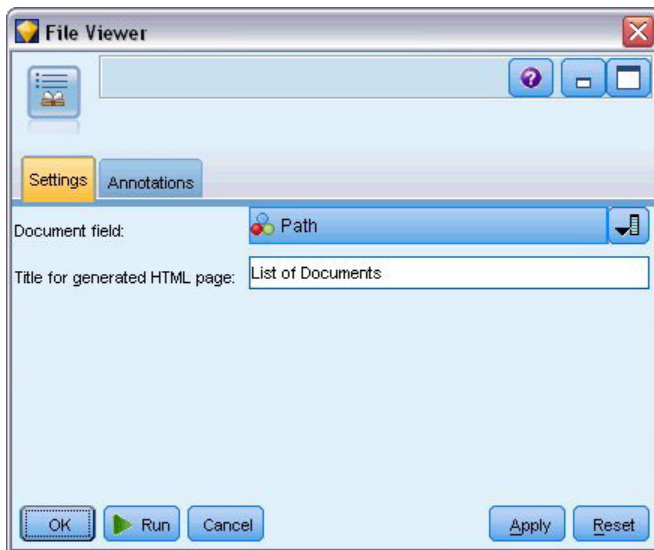 File Viewer
Settings
Annotations
Document field:
Path
Title for generated HTML page:
List of Documents
OK
Run
Cancel
Apply
Reset